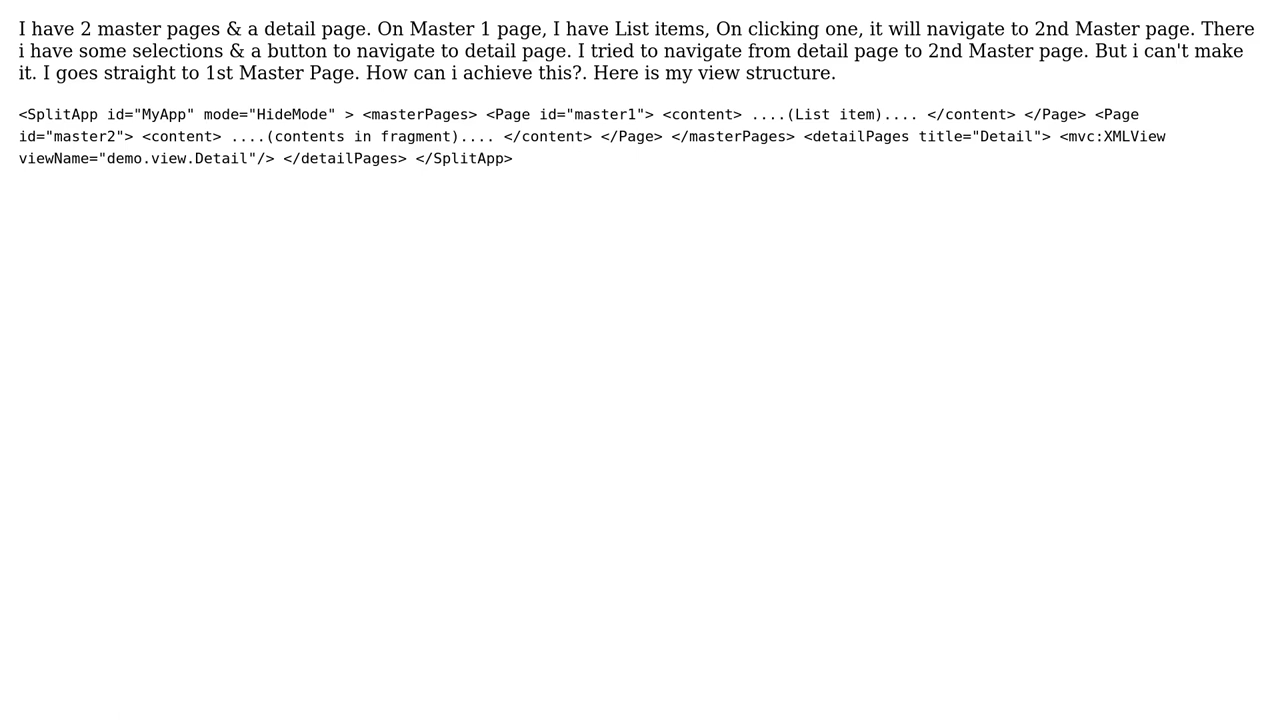 I have 2 master pages & a detail page. On Master 1 page, I have List items, On clicking one, it will navigate to 2nd Master page. There
i have some selections & a button to navigate to detail page. I tried to navigate from detail page to 2nd Master page. But i can't make
it. I goes straight to 1st Master Page. How can i achieve this?. Here is my view structure.
<SplitApp id="MyApp" mode="HideMode" > <masterPages> <Page id="master1"> <content> ....(List item).... </content> </Page> <Page
id="master2"> <content> ....(contents in fragment).... </content> </Page> </masterPages> <detailPages title="Detail"> <mvc:XMLView
viewName="demo.view.Detail"/> </detailPages> </SplitApp>